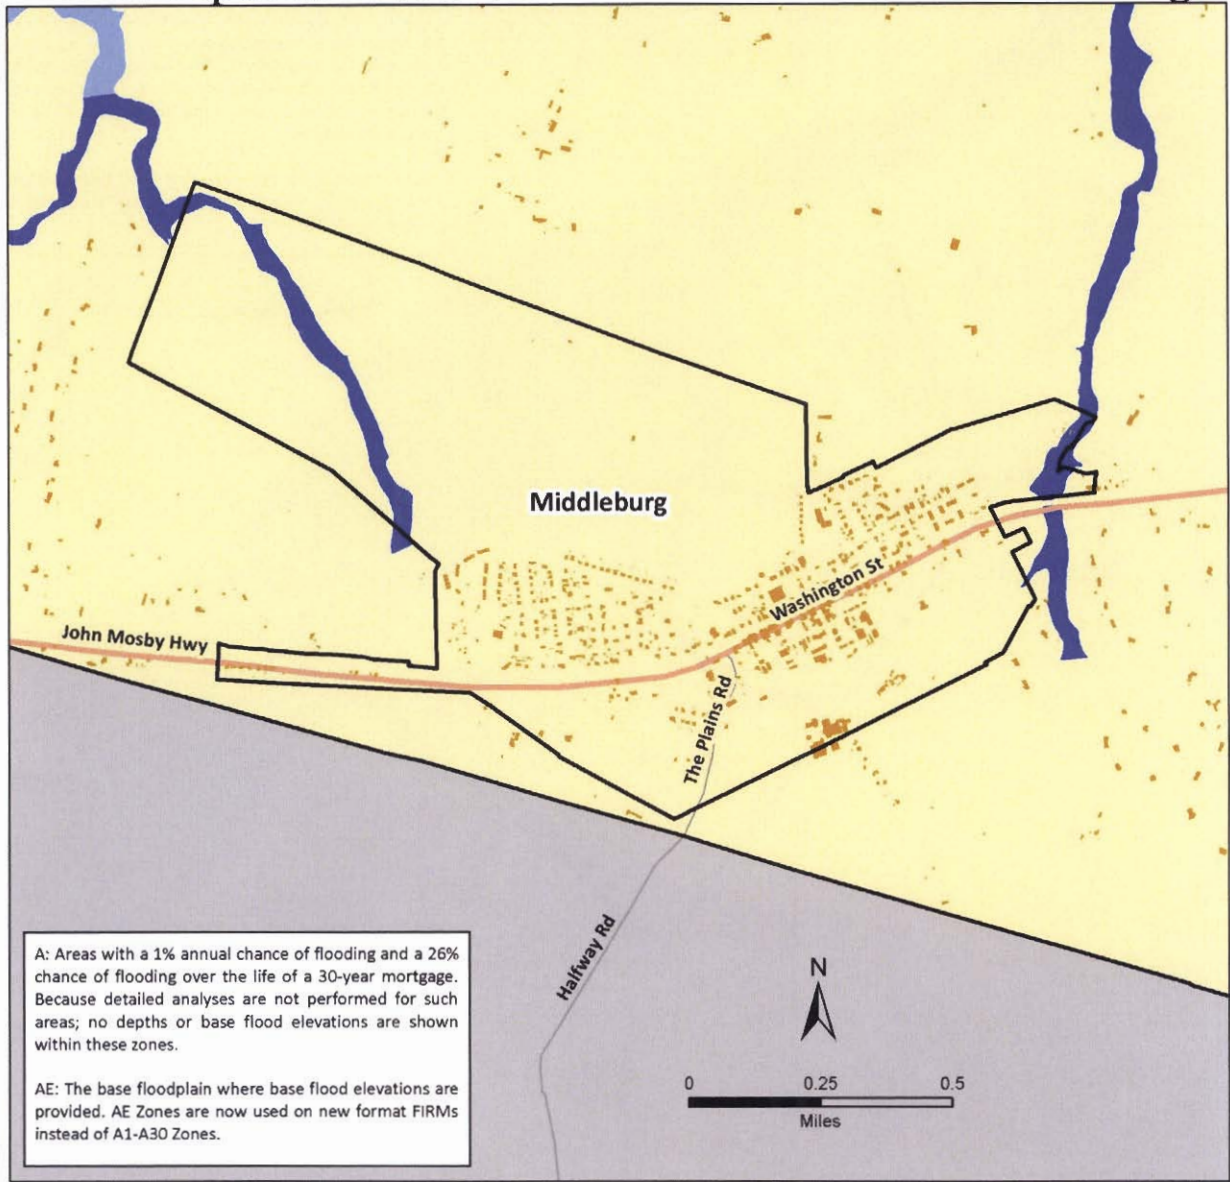 Middleburg
Washington St
John Mosby Hwy
The Plains Rd
Halfway Rd
A: Areas with a 1% annual chance of flooding and a 26%
chance of flooding over the life of a 30-year mortgage.
Because detailed analyses are not performed for such
areas; no depths or base flood elevations are shown
within these zones.
AE: The base floodplain where base flood elevations are
provided. AE Zones are now used on new format FIRMs
instead of A1-A30 Zones.
N
0 0.25 0.5
Miles